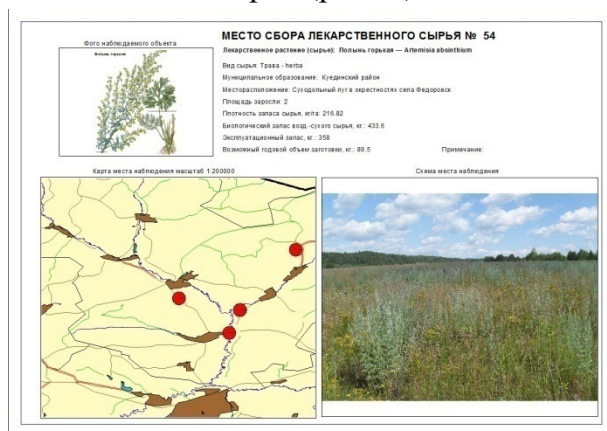 МЕСТО СБОРА ЛЕКАРСТВЕННОГО СЫРЬЯ № 54
Фото наблюдаемого объекта
Лекарственное растение (сырье): Полынь горькая — Artemisia absinthium
Полынь горькая
Вид сырья: Трава - herba
Муниципальное образование: Куединский район
Месторасположение: Суходольный луг в окрестностях села Федоровск
Площадь заросли: 2
Плотность запаса сырья, кг/га: 216.82
Биологический запас возд.-сухого сырья, кг.: 433.6
Эксплуатационный запас, кг.: 358
Возможный годовой объем заготовки, кг.: 89.5
Примечание:
Карта места наблюдения масштаб 1:200000
Схема места наблюдения